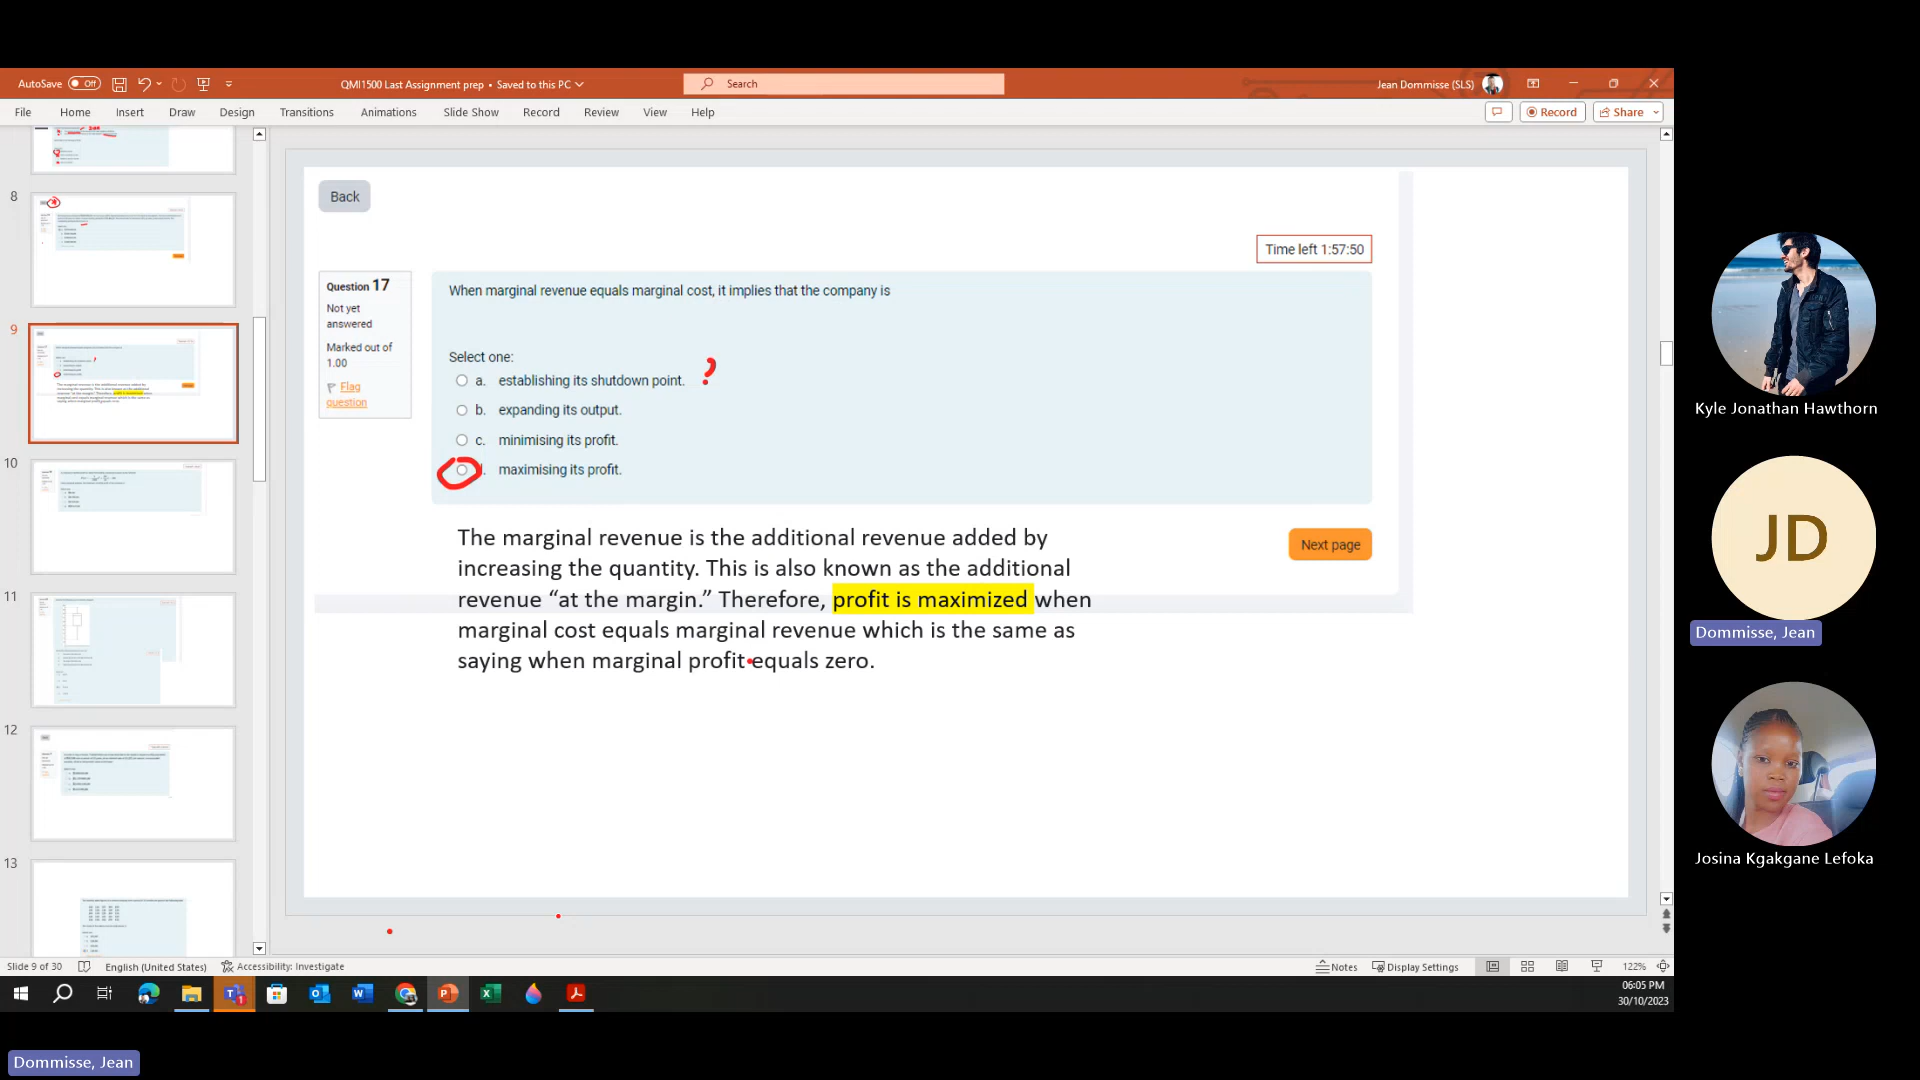 AutoSave Off
QMI1500 Last Assignment prep • Saved to this PC
Search
Jean Dommisse (SLS)
File Home Insert Draw Design Transitions Animations Slide Show Record Review View Help
Record
Share
8
9
10
11
12
13
Back
Time left 1:57:50
Question 17
Not yet
answered
Marked out of
1.00
Flag
question
When marginal revenue equals marginal cost, it implies that the company is
Select one:
a. establishing its shutdown point. ?
b. expanding its output.
c. minimising its profit.
maximising its profit.
The marginal revenue is the additional revenue added by
increasing the quantity. This is also known as the additional
revenue “at the margin.” Therefore, profit is maximized when
marginal cost equals marginal revenue which is the same as
saying when marginal profit equals zero.
Next page
Kyle Jonathan Hawthorn
JD
Dommisse, Jean
Josina Kgakgane Lefoka
Slide 9 of 30
English (United States)
Accessibility: Investigate
Notes
Display Settings
122%
06:05 PM
30/10/2023
Dommisse, Jean